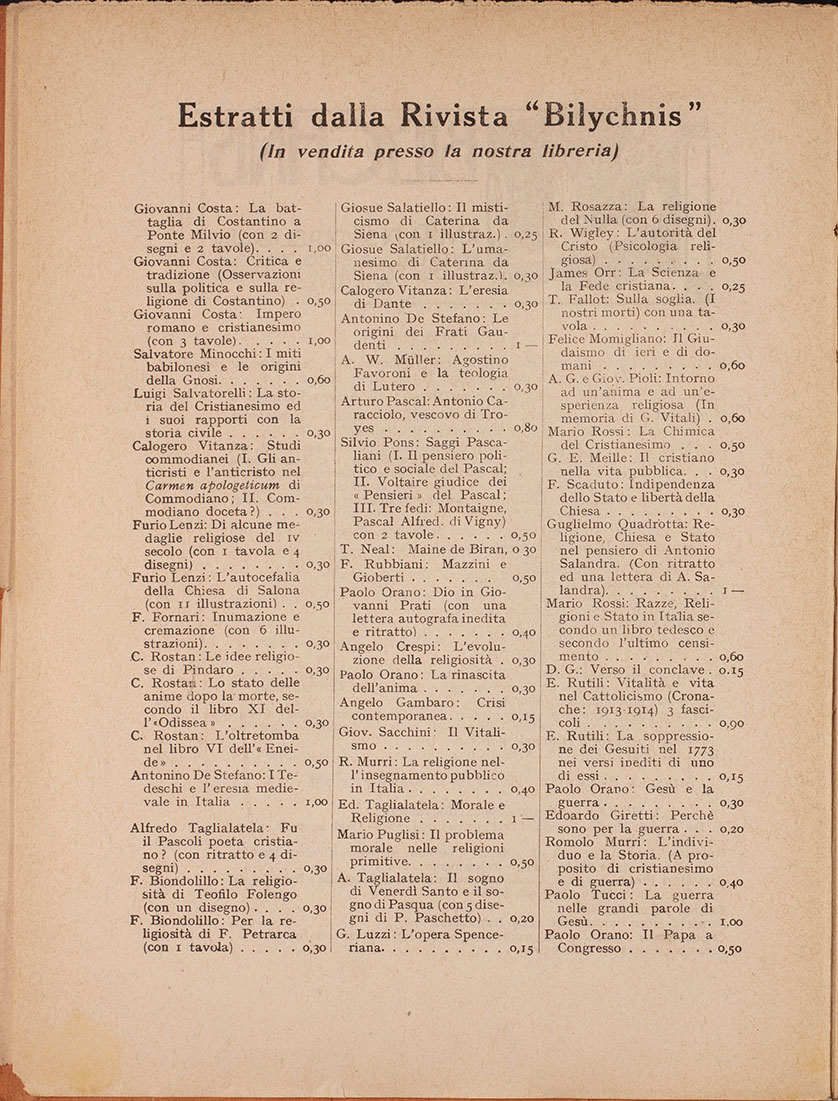 Estratti dalla Rivista “Bilychnis”
(In vendita presso la nostra libreria)
Giovanni Costa: La bat-
taglia di Costantino a
Ponte Milvio (con 2 di-
segni e 2 tavole). . . . 1,00
Giovanni Costa: Critica e
tradizione (Osservazioni
sulla politica e sulla re-
ligione di Costantino) . 0,50
Giovanni Costa: Impero
romano e cristianesimo
(con 3 tavole). . . . . 1,00
Salvatore Minocchi: I miti
babilonesi e le origini
della Gnosi. . . . . . . 0,60
Luigi Salvatorelli: La sto-
ria del Cristianesimo ed
i suoi rapporti con la
storia civile . . . . . . 0,30
Calogero Vitanza: Studi
commodianei (I. Gli an-
ticristi e l'anticristo nel
Carmen apologeticum di
Commodiano; II. Com-
modiano doceta?) . . . 0,30
Furio Lenzi: Di alcune me-
daglie religiose del IV
secolo (con 1 tavola e 4
disegni) . . . . . . . . 0,30
Furio Lenzi: L'autocefalia
della Chiesa di Salona
(con 11 illustrazioni) . . 0,50
F. Fornari: Inumazione e
cremazione (con 6 illu-
strazioni). . . . . . . . 0,30
C. Rostan: Le idee religio-
se di Pindaro . . . . 0,30
C. Rostan: Lo stato delle
anime dopo la morte, se-
condo il libro XI del-
l'«Odissea» . . . . . . 0,30
C. Rostan: L'oltretomba
nel libro VI dell'« Enei-
de» . . . . . . . . . . 0,50
Antonino De Stefano: I Te-
deschi e l'eresia medie-
vale in Italia . . . . . 1,00
Alfredo Taglialatela: Fu
il Pascoli poeta cristia-
no? (con ritratto e 4 di-
segni) . . . . . . . . . 0,30
F. Biondolillo: La religio-
sità di Teofilo Folengo
(con un disegno) . . . . 0,30
F. Biondolillo: Per la re-
ligiosità di F. Petrarca
(con 1 tavola) . . . . . 0,30
Giosue Salatiello: Il misti-
cismo di Caterina da
Siena (con 1 illustraz.) . 0,25
Giosue Salatiello: L'uma-
nesimo di Caterina da
Siena (con 1 illustraz.). 0,30
Calogero Vitanza: L'eresia
di Dante . . . . . . . 0,30
Antonino De Stefano: Le
origini dei Frati Gau-
denti . . . . . . . . . 1 —
A. W. Müller: Agostino
Favoroni e la teologia
di Lutero . . . . . . . 0,30
Arturo Pascal: Antonio Ca-
racciolo, vescovo di Tro-
yes . . . . . . . . . . 0,80
Silvio Pons: Saggi Pasca-
liani (I. Il pensiero poli-
tico e sociale del Pascal;
II. Voltaire giudice dei
« Pensieri » del Pascal;
III. Tre fedi: Montaigne,
Pascal Alfred. di Vigny)
con 2 tavole . . . . . . 0,50
T. Neal: Maine de Biran, 0 30
F. Rubbiani: Mazzini e
Gioberti . . . . . . . 0,50
Paolo Orano: Dio in Gio-
vanni Prati (con una
lettera autografa inedita
e ritratto) . . . . . . . 0,40
Angelo Crespi: L'evolu-
zione della religiosità . 0,30
Paolo Orano: La rinascita
dell'anima . . . . . . . 0,30
Angelo Gambaro: Crisi
contemporanea. . . . . 0,15
Giov. Sacchini: Il Vitali-
smo . . . . . . . . . . 0,30
R. Murri: La religione nel-
l'insegnamento pubblico
in Italia . . . . . . . . 0,40
Ed. Taglialatela: Morale e
Religione . . . . . . . 1 —
Mario Puglisi: Il problema
morale nelle religioni
primitive. . . . . . . . 0,50
A. Taglialatela: Il sogno
di Venerdì Santo e il so-
gno di Pasqua (con 5 dise-
gni di P. Paschetto) . . 0,20
G. Luzzi: L'opera Spence-
riana. . . . . . . . . . 0,15
M. Rosazza: La religione
del Nulla (con 6 disegni). 0,30
R. Wigley: L'autorità del
Cristo (Psicologia reli-
giosa) . . . . . . . . . 0,50
James Orr: La Scienza e
la Fede cristiana. . . . 0,25
T. Fallot: Sulla soglia. (I
nostri morti) con una ta-
vola . . . . . . . . . . 0,30
Felice Momigliano: Il Giu-
daismo di ieri e di do-
mani . . . . . . . . . 0,60
A. G. e Giov. Pioli: Intorno
ad un'anima e ad un'e-
sperienza religiosa (In
memoria di G. Vitali) . 0,60
Mario Rossi: La Chimica
del Cristianesimo . . . 0,50
G. E. Meille: Il cristiano
nella vita pubblica. . . 0,30
F. Scaduto: Indipendenza
dello Stato e libertà della
Chiesa . . . . . . . . . 0,30
Guglielmo Quadrotta: Re-
ligione, Chiesa e Stato
nel pensiero di Antonio
Salandra. (Con ritratto
ed una lettera di A. Sa-
landra). . . . . . . . . 1 —
Mario Rossi: Razze, Reli-
gioni e Stato in Italia se-
condo un libro tedesco e
secondo l'ultimo censi-
mento . . . . . . . . . 0,60
D. G.: Verso il conclave . 0.15
E. Rutili: Vitalità e vita
nel Cattolicismo (Crona-
che: 1913-1914) 3 fasci-
coli . . . . . . . . . . 0,90
E. Rutili: La soppressio-
ne dei Gesuiti nel 1773
nei versi inediti di uno
di essi . . . . . . . . . 0,15
Paolo Orano: Gesù e la
guerra . . . . . . . . . 0,30
Edoardo Giretti: Perchè
sono per la guerra . . . 0,20
Romolo Murri: L'indivi-
duo e la Storia. (A pro-
posito di cristianesimo
e di guerra) . . . . . . 0,40
Paolo Tucci: La guerra
nelle grandi parole di
Gesù. . . . . . . . . . 1,00
Paolo Orano: Il Papa a
Congresso . . . . . . . 0,50